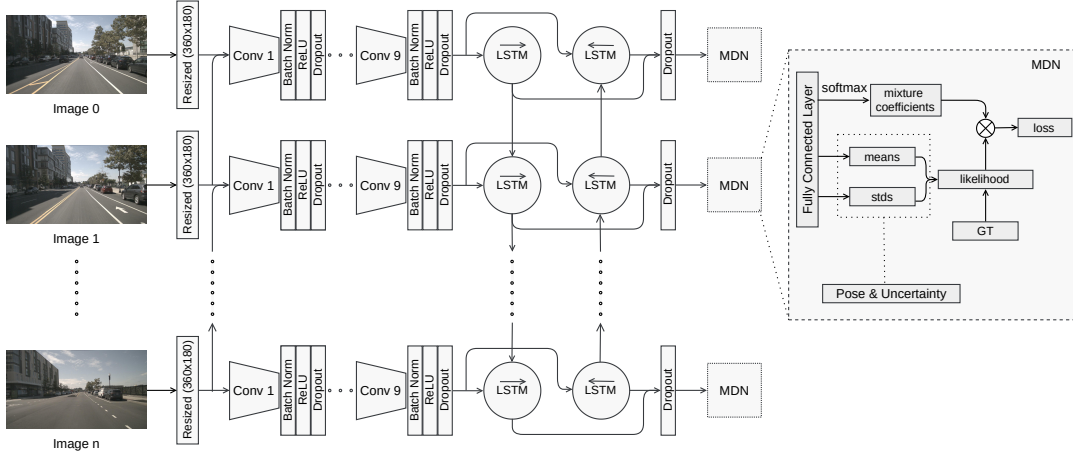 Image 0
Resized (360x180)
Conv 1
Batch Norm
ReLU
Dropout
Conv 9
Batch Norm
ReLU
Dropout
LSTM
LSTM
Dropout
MDN
Image 1
Resized (360x180)
Conv 1
Batch Norm
ReLU
Dropout
Conv 9
Batch Norm
ReLU
Dropout
LSTM
LSTM
Dropout
MDN
Image n
Resized (360x180)
Conv 1
Batch Norm
ReLU
Dropout
Conv 9
Batch Norm
ReLU
Dropout
LSTM
LSTM
Dropout
MDN
MDN
Fully Connected Layer
softmax
mixture
coefficients
loss
means
stds
likelihood
GT
Pose & Uncertainty